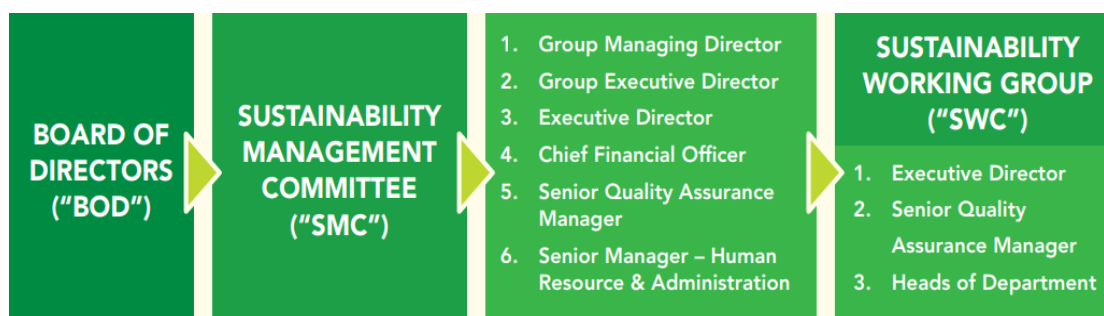 BOARD OF
DIRECTORS
(“BOD”)
SUSTAINABILITY
MANAGEMENT
COMMITTEE
(“SMC”)
1. Group Managing Director
2. Group Executive Director
3. Executive Director
4. Chief Financial Officer
5. Senior Quality Assurance
Manager
6. Senior Manager – Human
Resource & Administration
SUSTAINABILITY
WORKING GROUP
(“SWC”)
1. Executive Director
2. Senior Quality
Assurance Manager
3. Heads of Department